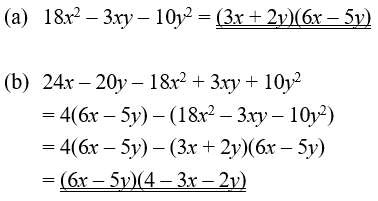 (a) 18x² – 3xy – 10y² = (3x + 2y)(6x – 5y)
(b) 24x – 20y – 18x² + 3xy + 10y²
= 4(6x – 5y) – (18x² – 3xy – 10y²)
= 4(6x – 5y) – (3x + 2y)(6x – 5y)
= (6x – 5y)(4 – 3x – 2y)